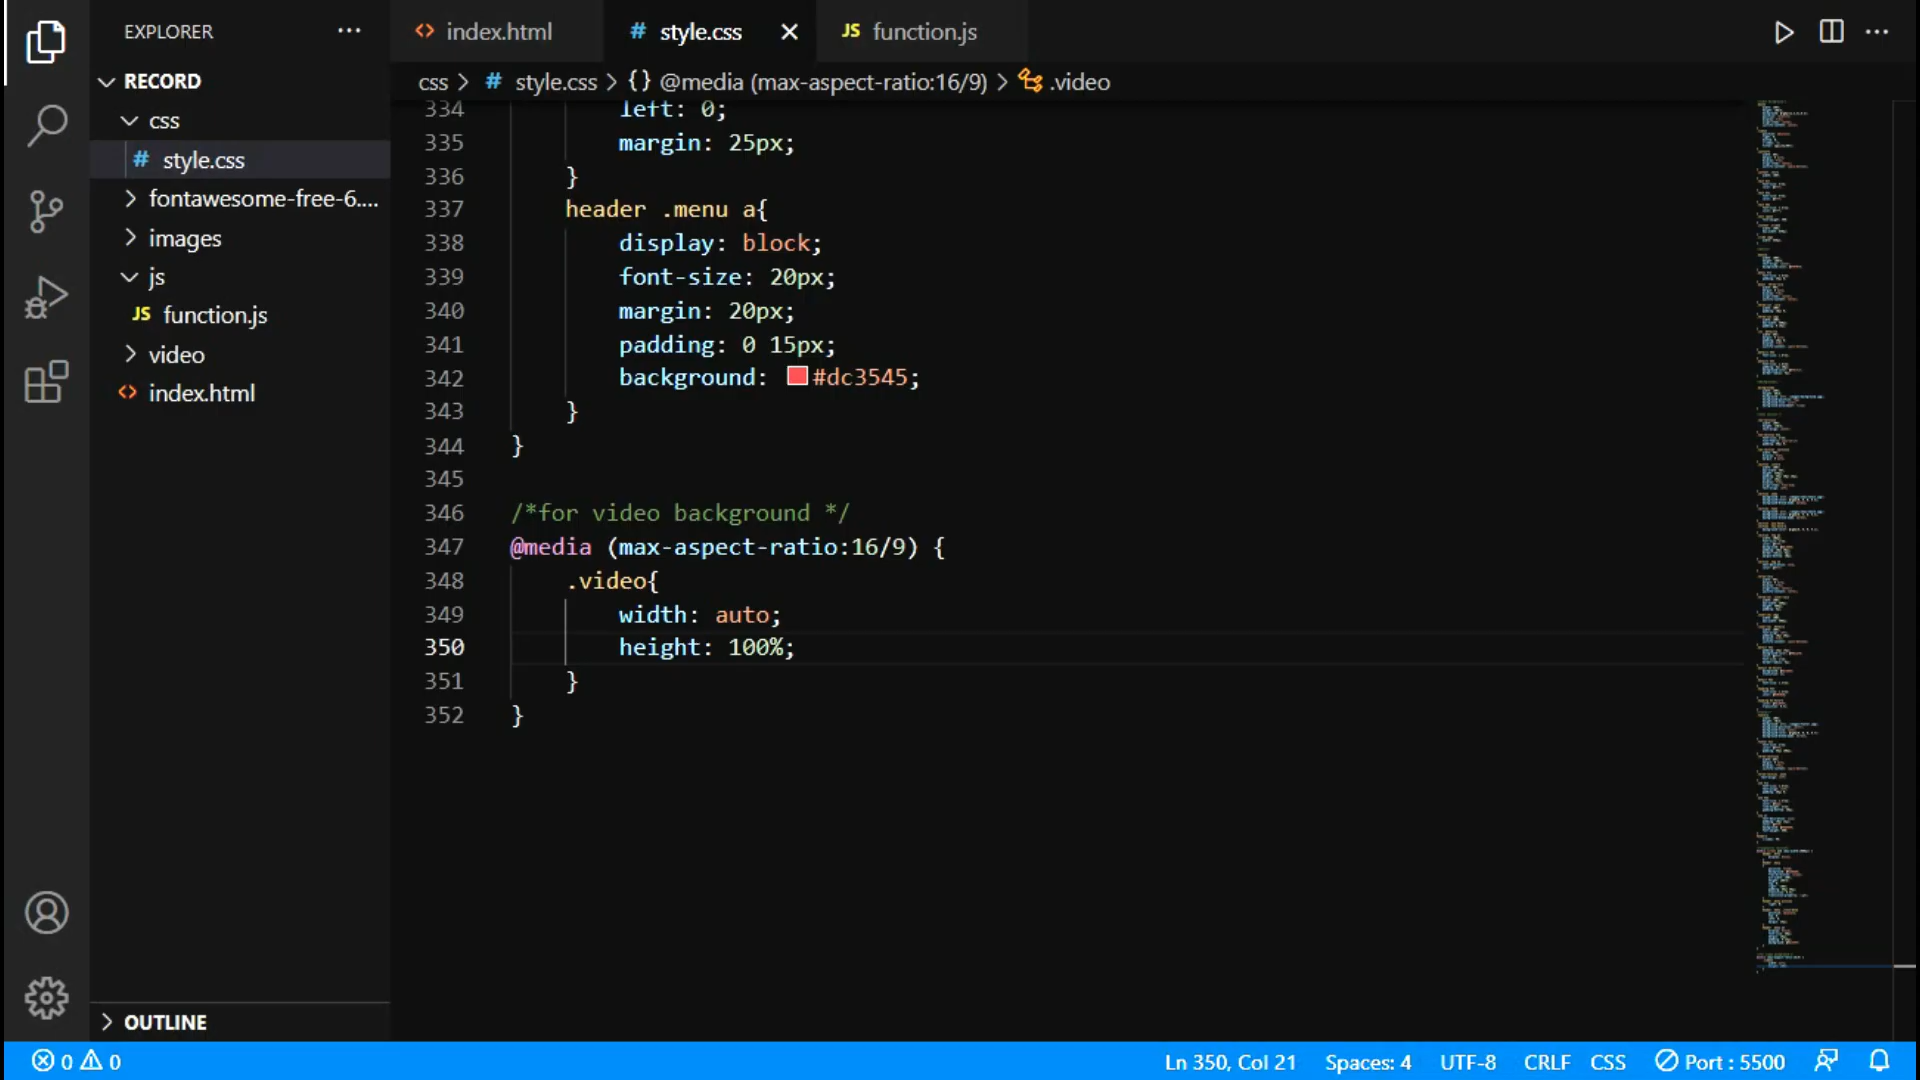 EXPLORER ...
RECORD
css
# style.css
fontawesome-free-6....
images
js
JS function.js
video
<> index.html
OUTLINE
<> index.html # style.css × JS function.js
css > # style.css > {} @media (max-aspect-ratio:16/9) > .video
334 left: 0;
335 margin: 25px;
336 }
337 header .menu a{
338 display: block;
339 font-size: 20px;
340 margin: 20px;
341 padding: 0 15px;
342 background: #dc3545;
343 }
344 }
345
346 /*for video background */
347 @media (max-aspect-ratio:16/9) {
348 .video{
349 width: auto;
350 height: 100%;
351 }
352 }
0 0 Ln 350, Col 21 Spaces: 4 UTF-8 CRLF CSS Port : 5500